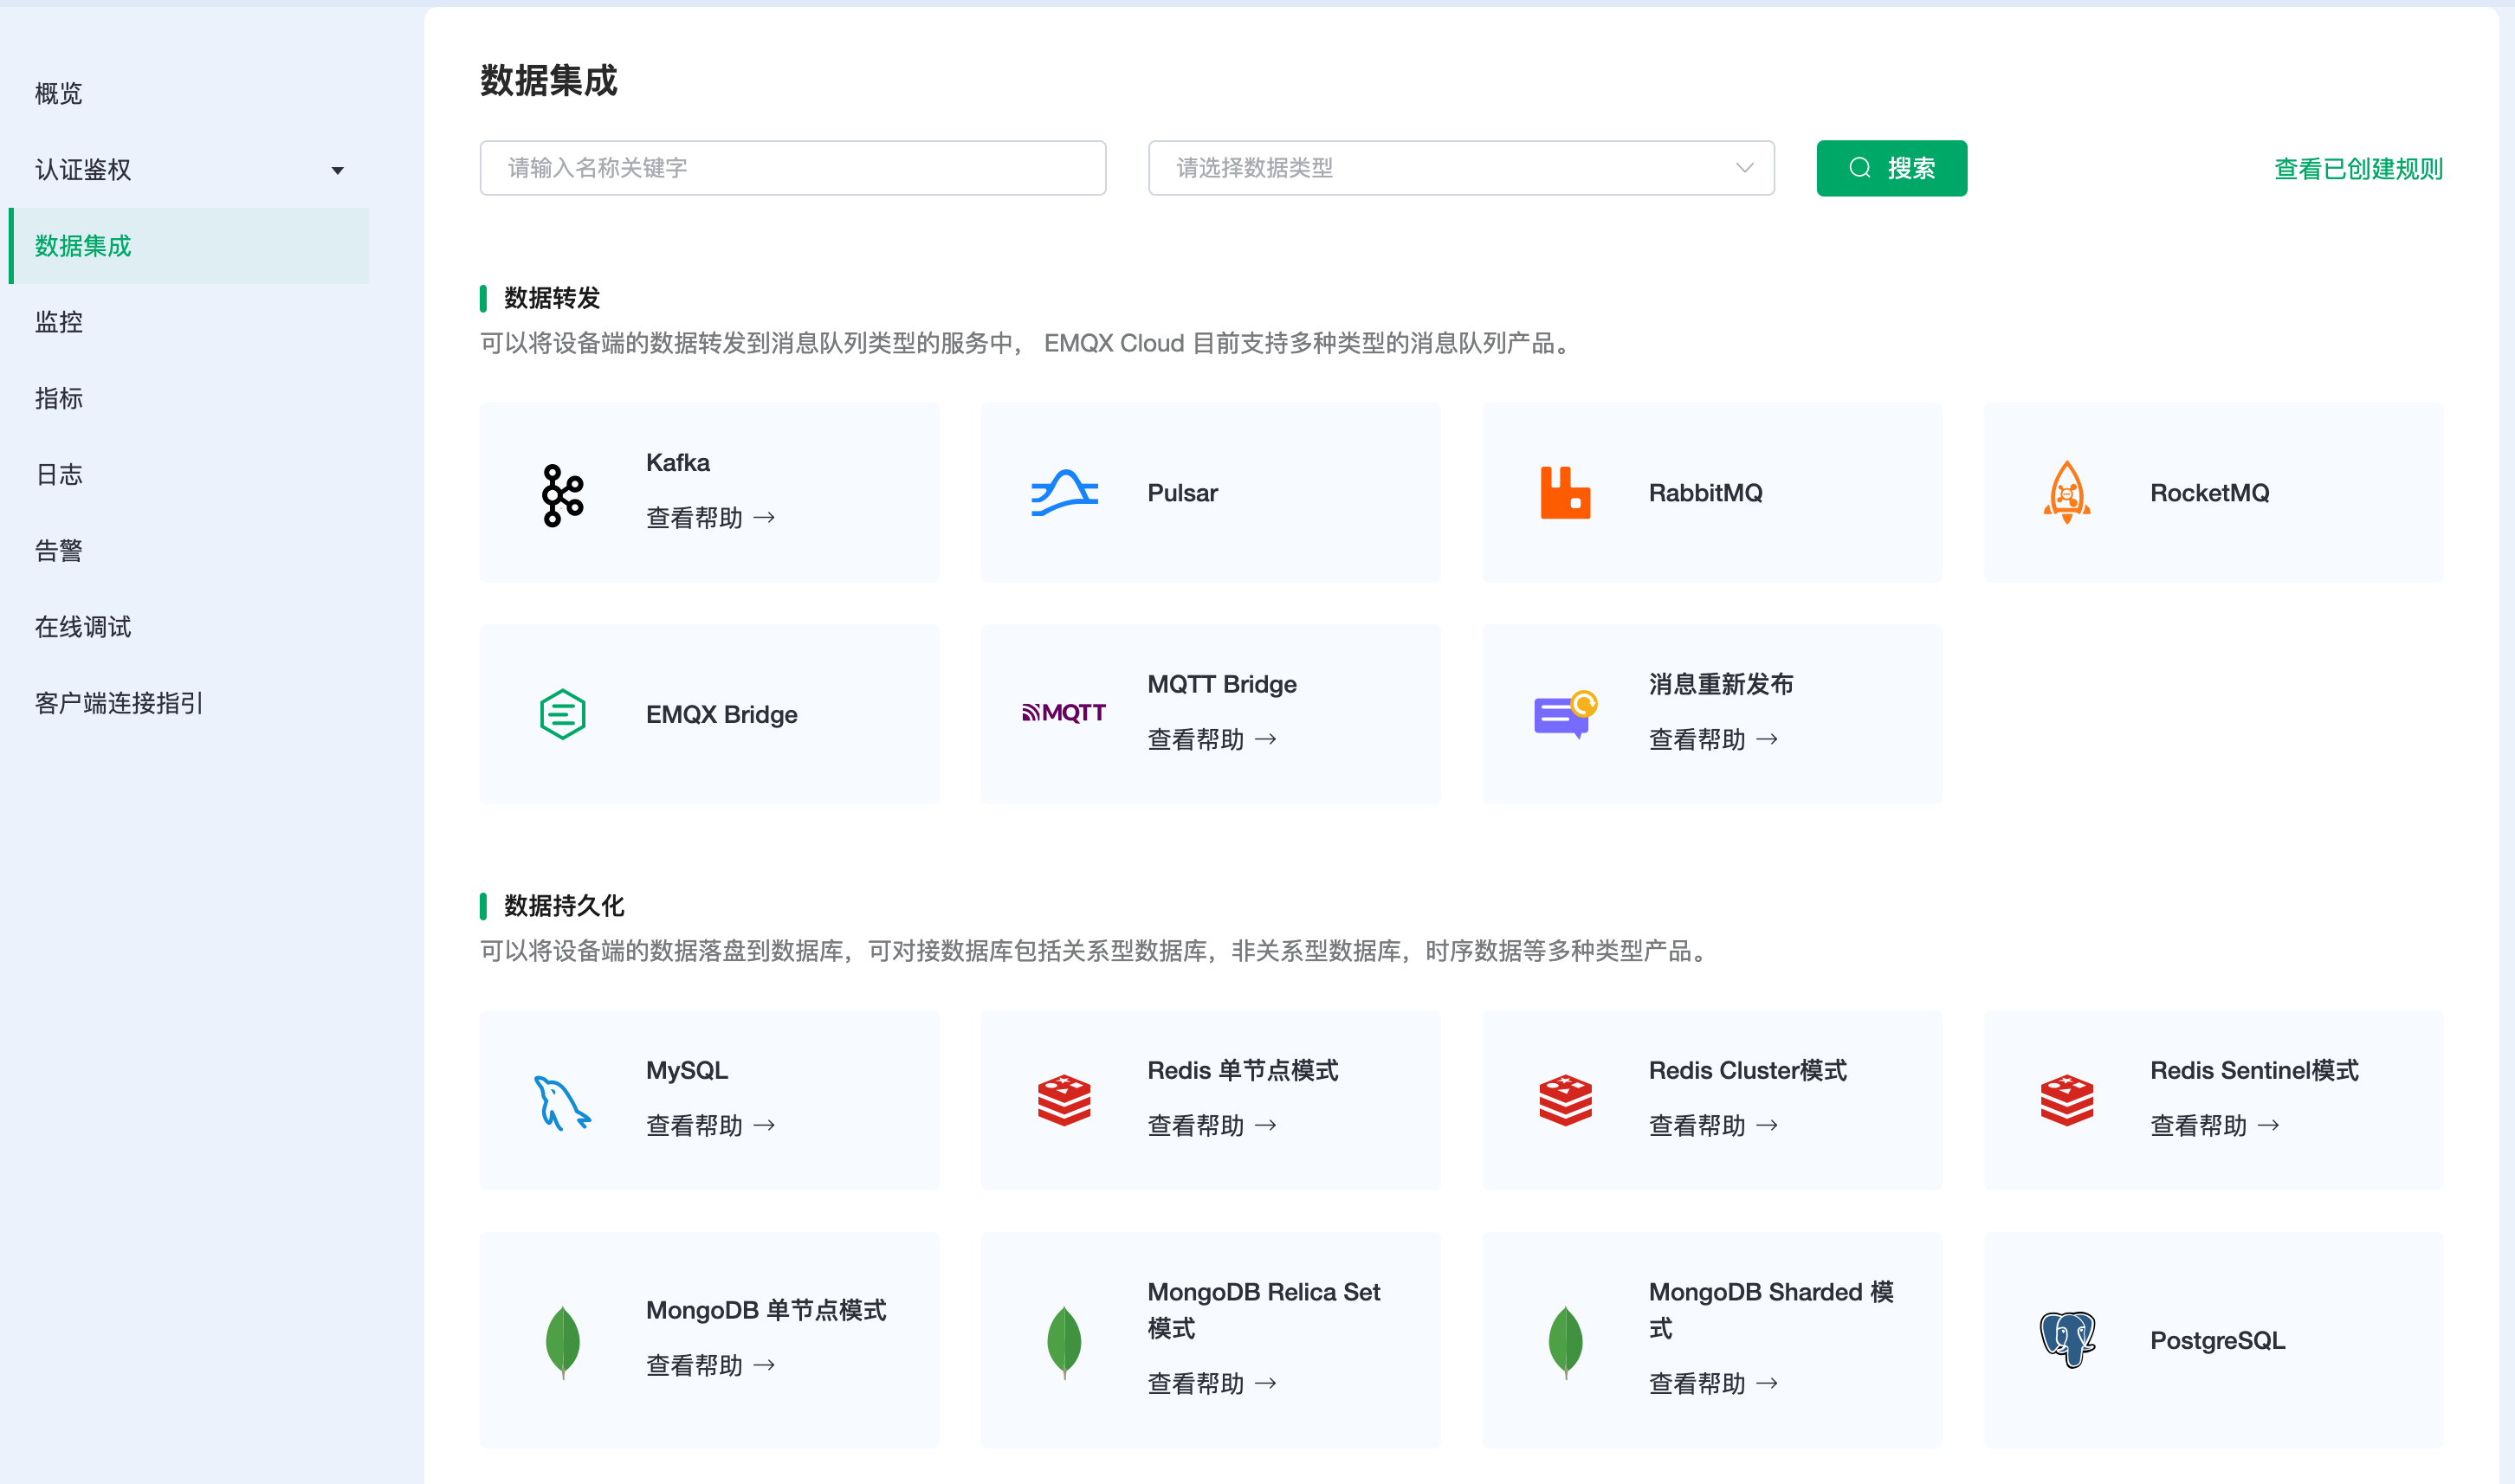 概览
认证鉴权
数据集成
监控
指标
日志
告警
在线调试
客户端连接指引
数据集成
请输入名称关键字
请选择数据类型
搜索
查看已创建规则
数据转发
可以将设备端的数据转发到消息队列类型的服务中， EMQX Cloud 目前支持多种类型的消息队列产品。
Kafka
查看帮助
Pulsar
RabbitMQ
RocketMQ
EMQX Bridge
MQTT
MQTT Bridge
查看帮助
消息重新发布
查看帮助
数据持久化
可以将设备端的数据落盘到数据库，可对接数据库包括关系型数据库，非关系型数据库，时序数据等多种类型产品。
MySQL
查看帮助
Redis 单节点模式
查看帮助
Redis Cluster模式
查看帮助
Redis Sentinel模式
查看帮助
MongoDB 单节点模式
查看帮助
MongoDB Relica Set
模式
查看帮助
MongoDB Sharded 模
式
查看帮助
PostgreSQL